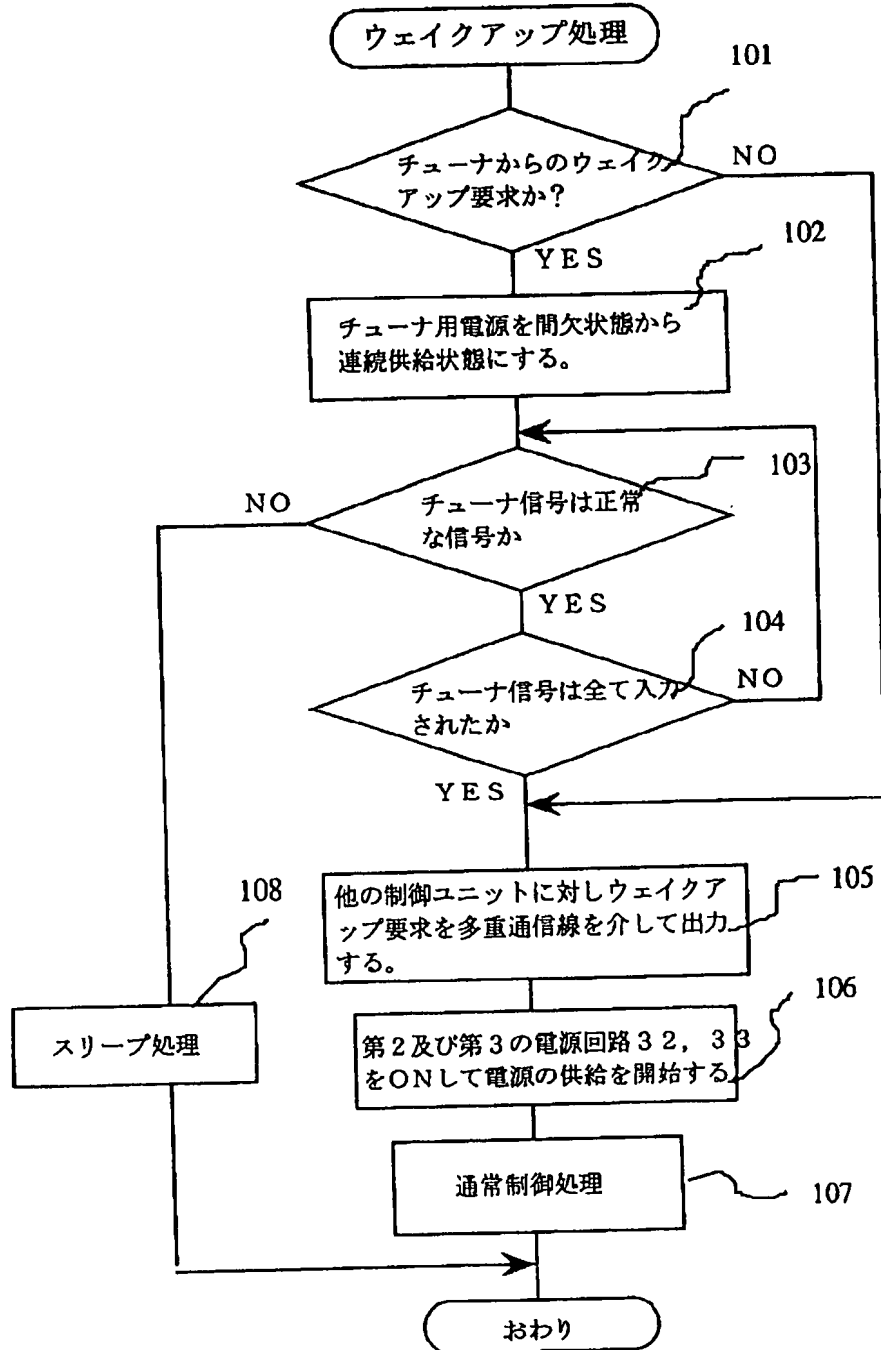 ウェイクアップ処理
101
チューナからのウェイク
アップ要求か?
NO
YES
102
チューナ用電源を間欠状態から
連続供給状態にする。
103
NO
チューナ信号は正常
な信号か
YES
104
チューナ信号は全て入力
されたか
NO
YES
105
他の制御ユニットに対しウェイクア
ップ要求を多重通信線を介して出力
する。
108
106
スリープ処理
第2及び第3の電源回路32,33
をONして電源の供給を開始する
通常制御処理
107
おわり